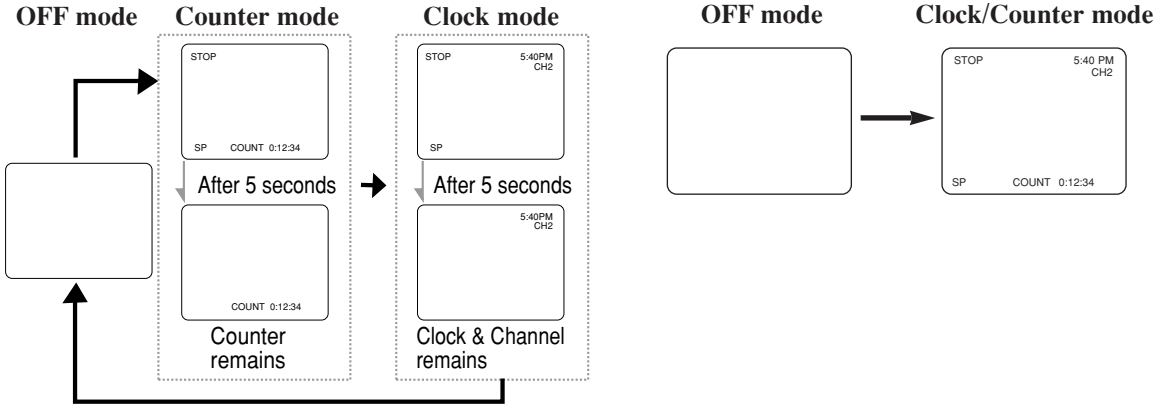 OFF mode
Counter mode
Clock mode
STOP
SP COUNT 0:12:34
After 5 seconds
COUNT 0:12:34
Counter
remains
STOP 5:40PM
CH2
SP
After 5 seconds
5:40PM
CH2
Clock & Channel
remains
OFF mode
Clock/Counter mode
STOP 5:40 PM
CH2
SP COUNT 0:12:34